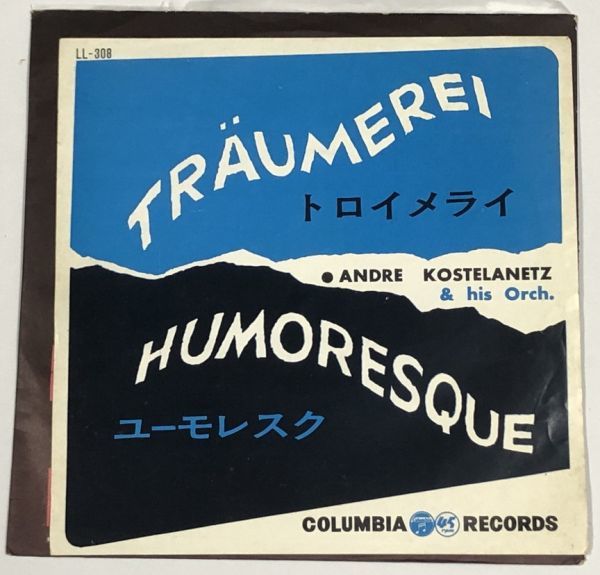 LL-308
TRÄUMEREI
トロイメライ
● ANDRE KOSTELANETZ
& his Orch.
HUMORESQUE
ユーモレスク
COLUMBIA 45 RECORDS